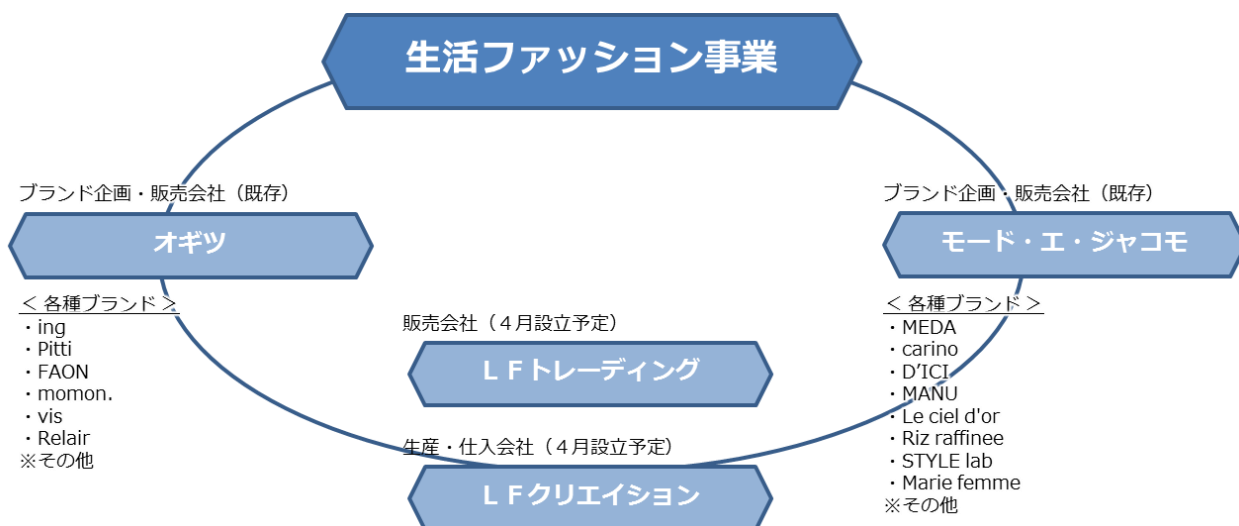 生活ファッション事業
ブランド企画・販売会社（既存）
オギツ
＜ 各種ブランド ＞
・ing
・Pitti
・FAON
・momon.
・vis
・Relair
※その他
販売会社（４月設立予定）
ＬＦトレーディング
生産・仕入会社（４月設立予定）
ＬＦクリエイション
ブランド企画・販売会社（既存）
モード・エ・ジャコモ
＜ 各種ブランド ＞
・MEDA
・carino
・D’ICI
・MANU
・Le ciel d'or
・Riz raffinee
・STYLE lab
・Marie femme
※その他